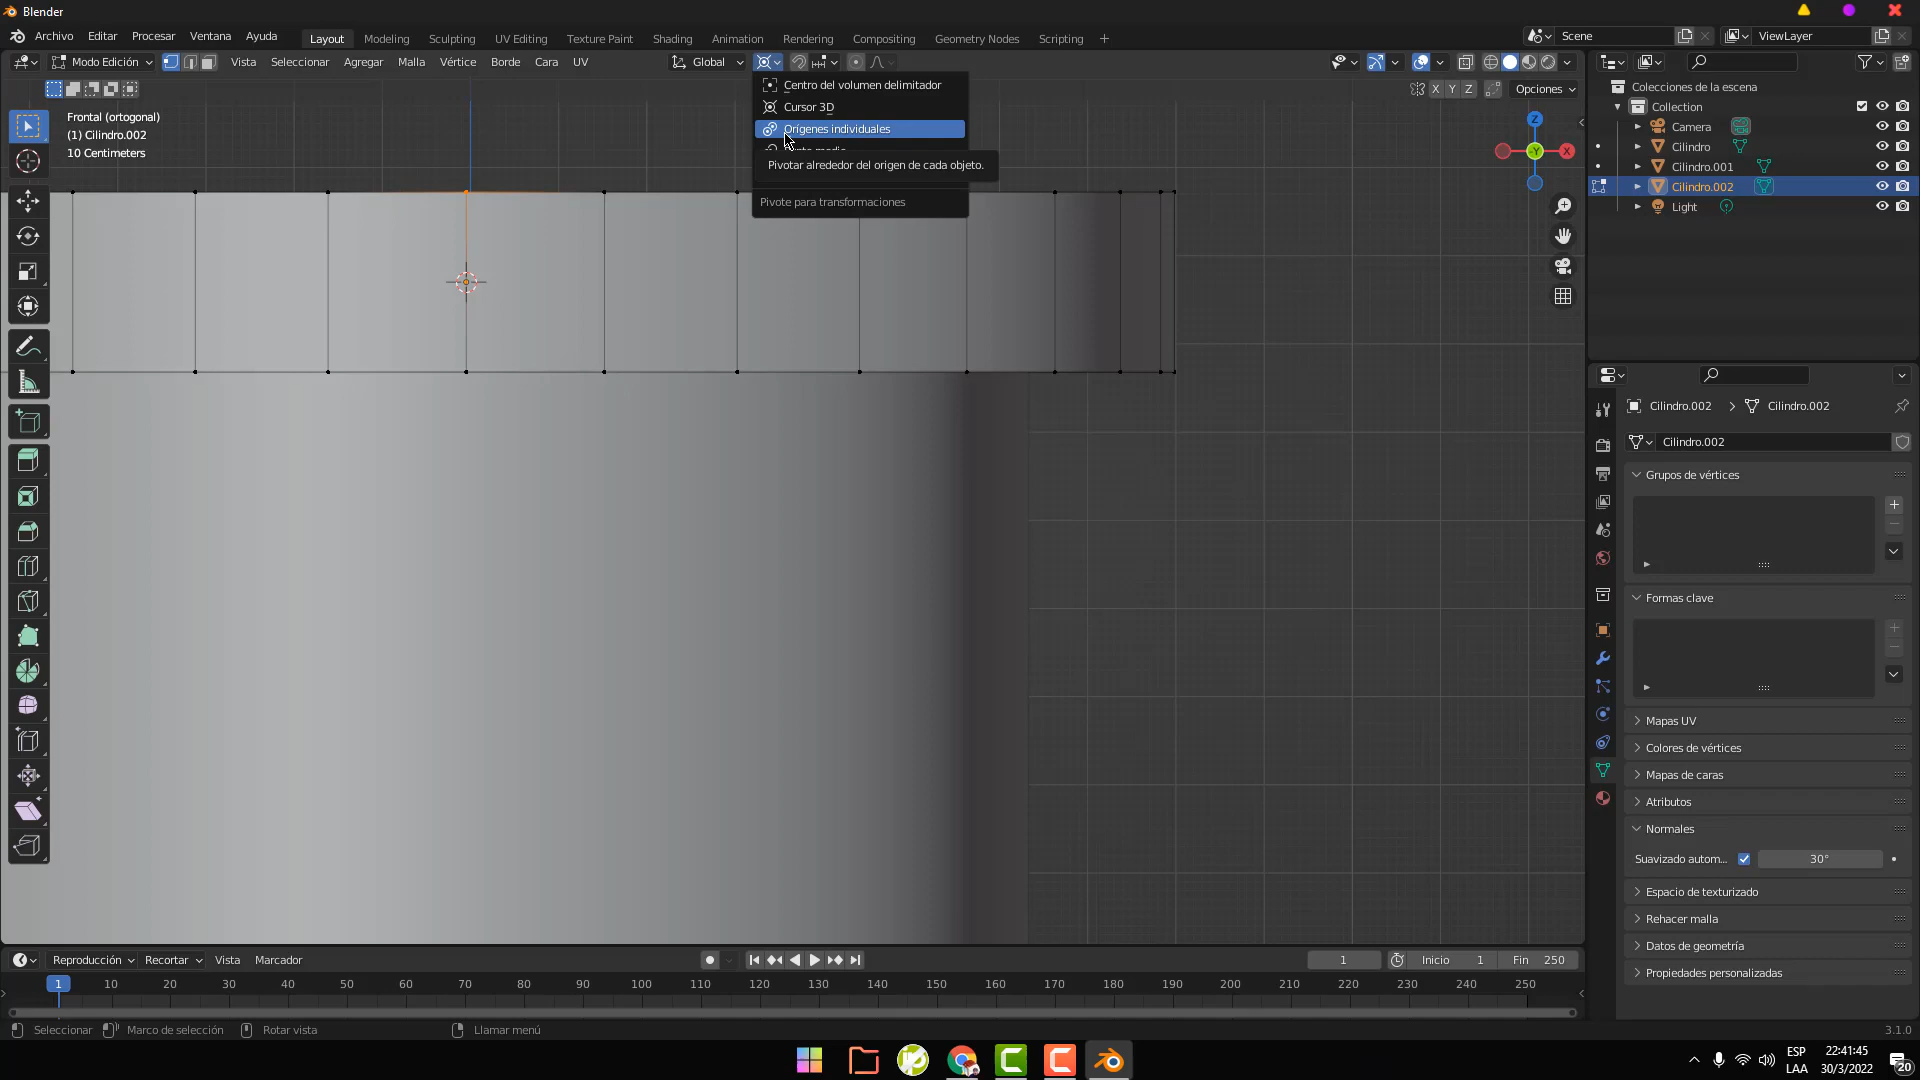 Blender
Archivo Editar Procesar Ventana Ayuda Layout Modeling Sculpting UV Editing Texture Paint Shading Animation Rendering Compositing Geometry Nodes Scripting + Scene ViewLayer
Modo Edición Vista Seleccionar Agregar Malla Vértice Borde Cara UV Global
X Y Z Opciones
Centro del volumen delimitador
Cursor 3D
Orígenes individuales
Pivotar alrededor del origen de cada objeto.
Pivote para transformaciones
Frontal (ortogonal)
(1) Cilindro.002
10 Centimeters
Z
-Y
X
Colecciones de la escena
Collection
Camera
Cilindro
Cilindro.001
Cilindro.002
Light
Cilindro.002 Cilindro.002
Cilindro.002
Grupos de vértices
Formas clave
Mapas UV
Colores de vértices
Mapas de caras
Atributos
Normales
Suavizado autom... 30°
Espacio de texturizado
Rehacer malla
Datos de geometría
Propiedades personalizadas
Reproducción Recortar Vista Marcador 1 Inicio 1 Fin 250
1 10 20 30 40 50 60 70 80 90 100 110 120 130 140 150 160 170 180 190 200 210 220 230 240 250
Seleccionar Marco de selección Rotar vista Llamar menú 3.1.0
ESP
LAA
22:41:45
30/3/2022
20